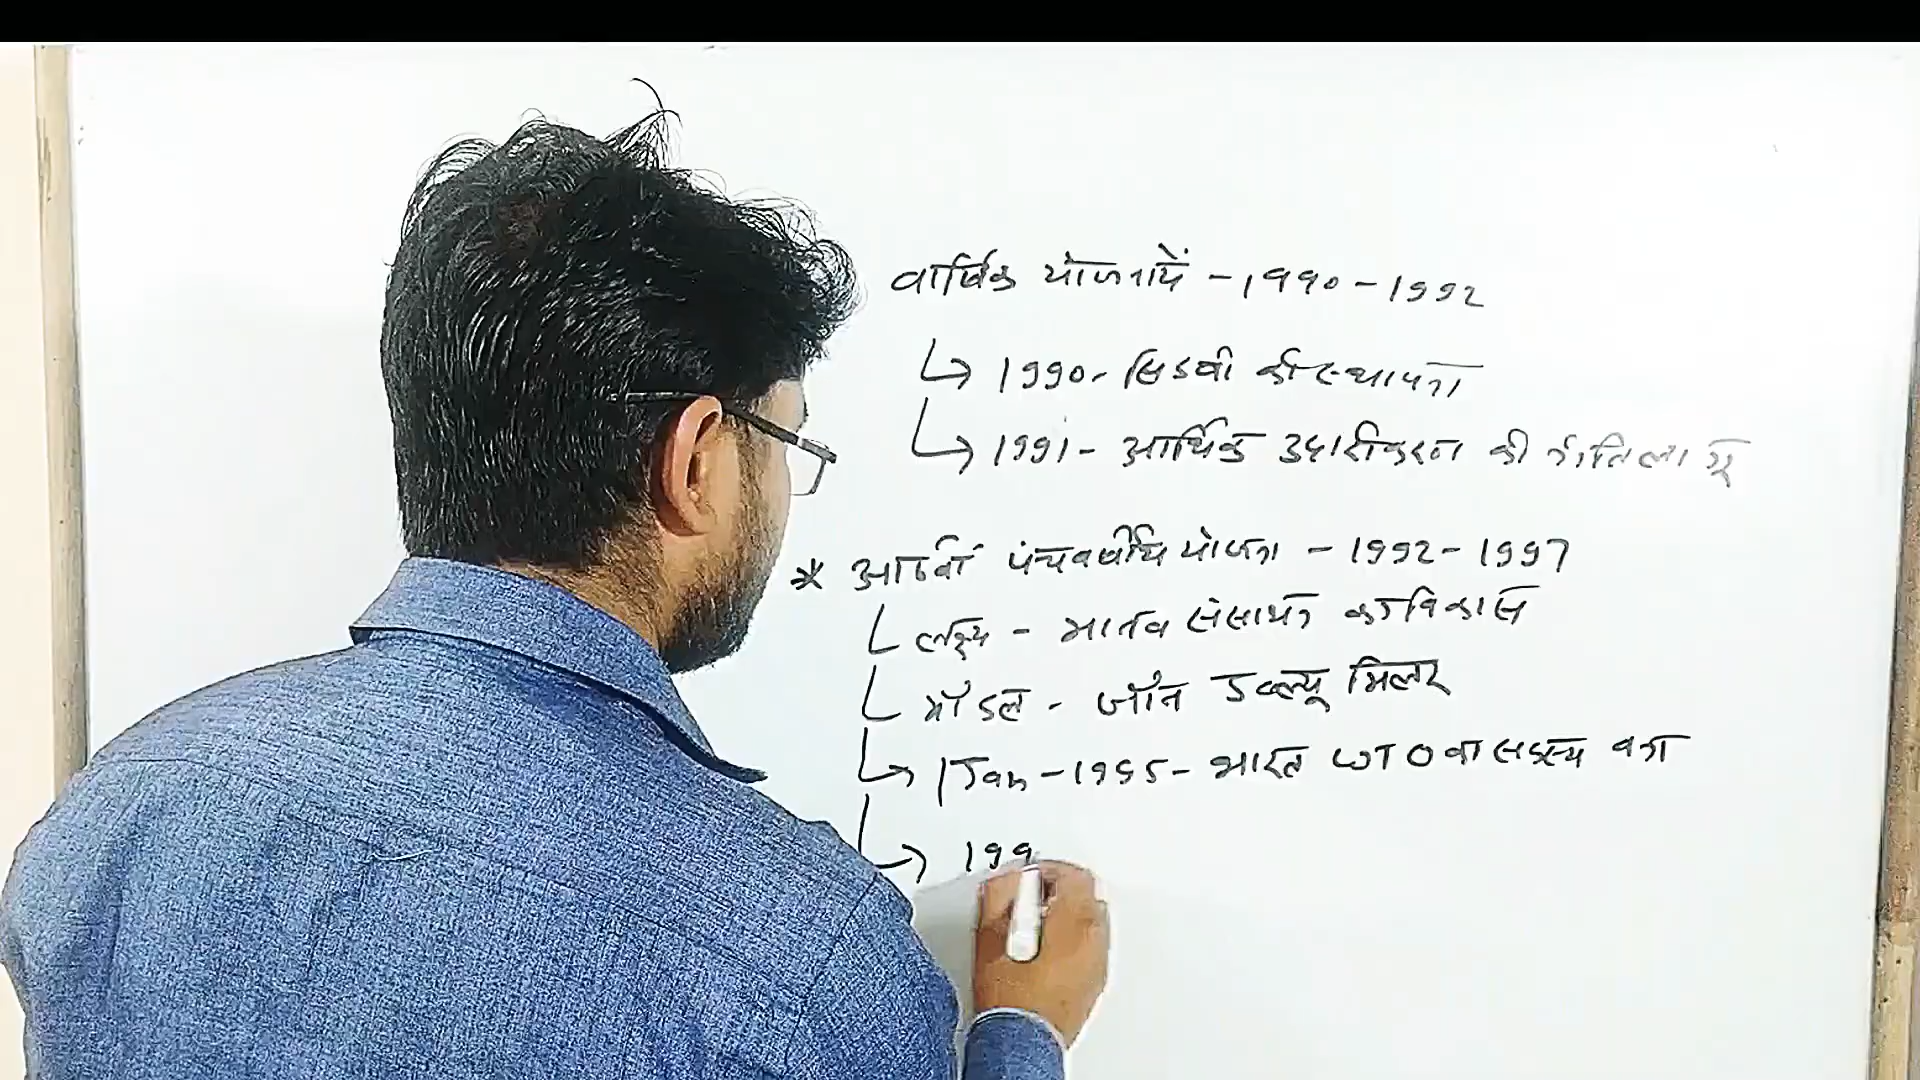 वार्षिक योजनायें - 1990 - 1992
1990 - सिडबी की स्थापना
1991 - आर्थिक उदारीकरण की नीति लागू
* आठवीं पंचवर्षीय योजना - 1992 - 1997
लक्ष्य - मानव संसाधन का विकास
मॉडल - जॉन डब्ल्यू मिलर
1 Jan - 1995 - भारत WTO का सदस्य बना
199